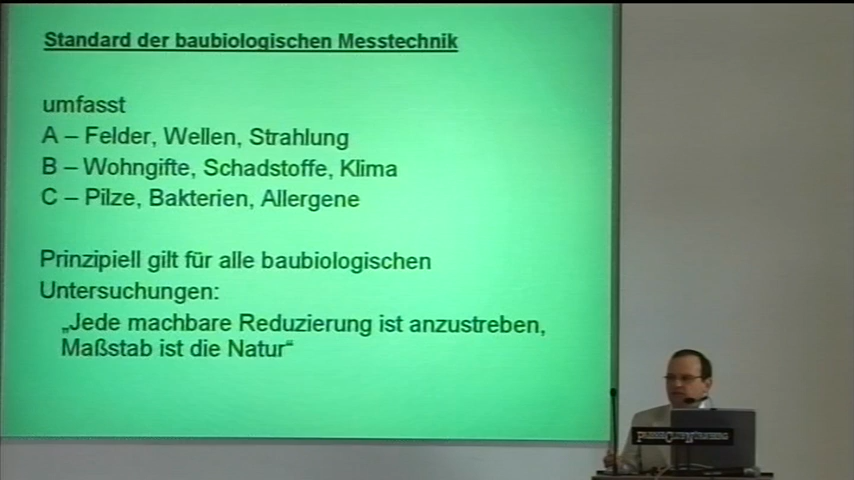 Standard der baubiologischen Messtechnik
umfasst
A – Felder, Wellen, Strahlung
B – Wohngifte, Schadstoffe, Klima
C – Pilze, Bakterien, Allergene
Prinzipiell gilt für alle baubiologischen
Untersuchungen:
„Jede machbare Reduzierung ist anzustreben,
Maßstab ist die Natur“